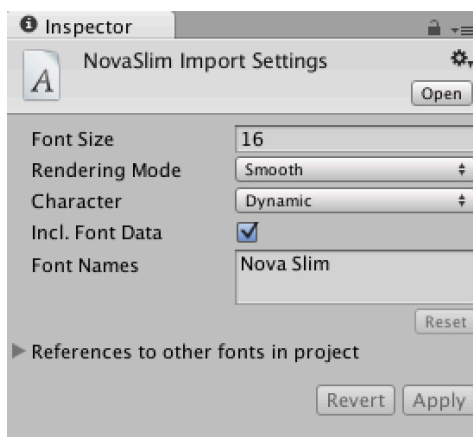 Inspector
A
NovaSlim Import Settings
Open
Font Size 16
Rendering Mode Smooth
Character Dynamic
Incl. Font Data
Font Names Nova Slim
Reset
References to other fonts in project
Revert Apply